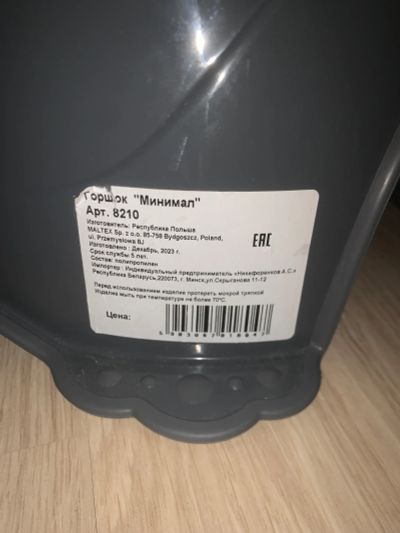 Горшок "Минимал"
Арт. 8210
Изготовитель: Республика Польша
MALTEX Sp. z o.o. 85-758 Bydgoszcz, Poland,
ul. Przemysłowa 8J
Изготовлено : Декабрь, 2023 г.
Срок службы 5 лет.
Состав: полипропилен
Импортер : Индивидуальный предприниматель «Никифоренков А.С.»
Республика Беларусь,220073, г. Минск,ул.Скрыганова 11-12
EAC
Перед использованием изделие протереть мокрой тряпкой
Изделие мыть при температуре не более 70°C.
Цена: